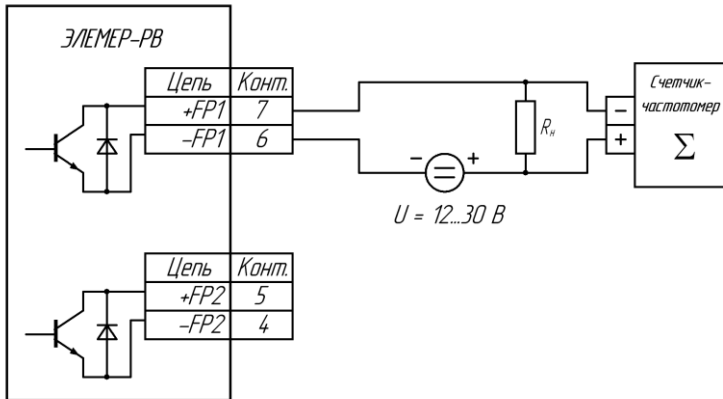 ЭЛЕМЕР-РВ
Цепь Конт.
+FP1 7
-FP1 6
Счетчик-
частотомер
- 
+
Σ
Rн
- +
U = 12...30 В
Цепь Конт.
+FP2 5
-FP2 4